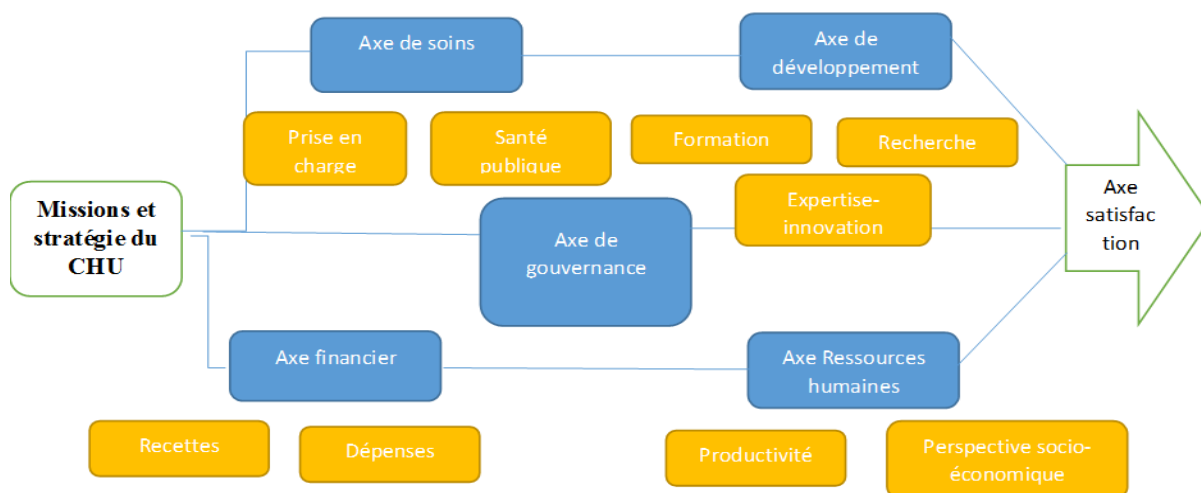 Axe de soins
Axe de
développement
Prise en
charge
Santé
publique
Formation
Recherche
Missions et
stratégie du
CHU
Axe de
gouvernance
Expertise-
innovation
Axe
satisfac
tion
Axe financier
Axe Ressources
humaines
Recettes
Dépenses
Productivité
Perspective socio-
économique